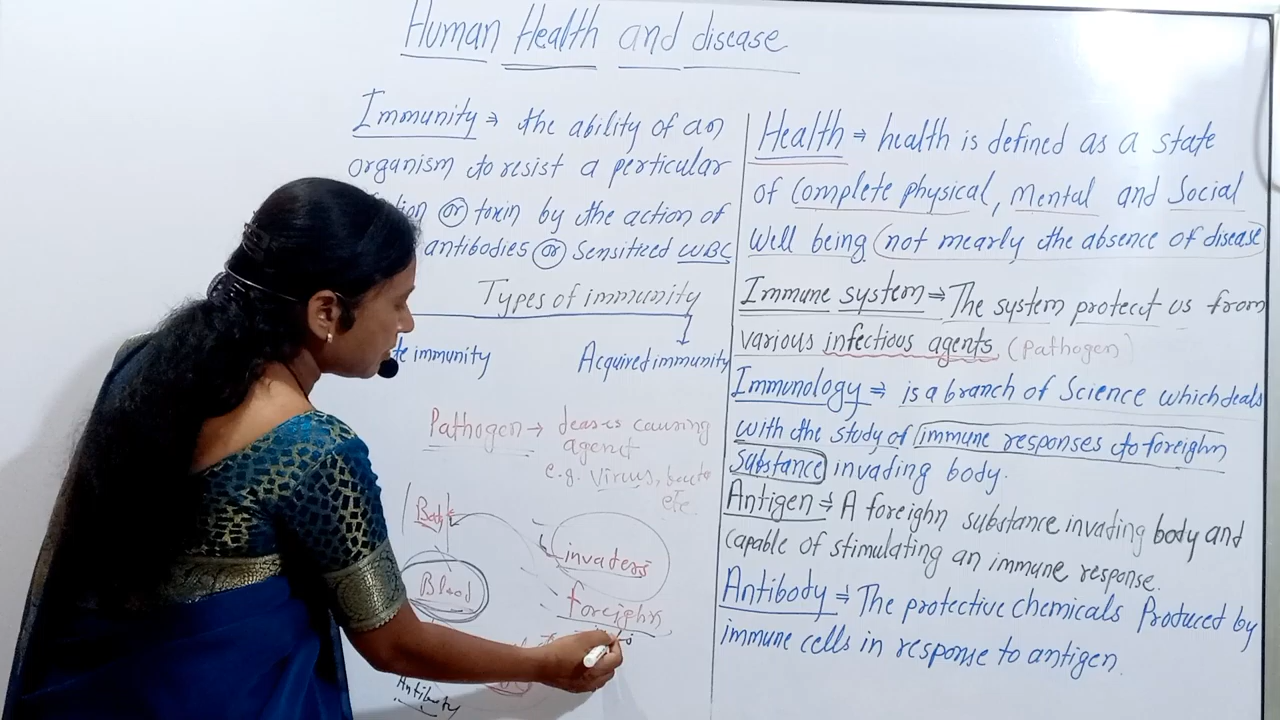 Human Health and disease
Immunity → the ability of an
organism to resist a perticular
or toxin by the action of
antibodies or Sensitized WBC
Types of immunity
immunity
Acquired immunity
Pathogen → deases causing
agent
e.g. Virus, bacte
etc
Body
invaders
Blood
foreighn
Antibody
Health → health is defined as a state
of Complete physical, Mental and Social
Well being (not mearly the absence of disease)
Immune system → The system protect us from
various infectious agents (pathogen)
Immunology → is a branch of Science which deals
with the study of immune responses to foreighn
substance invading body.
Antigen → A foreighn substance invading body and
capable of stimulating an immune response.
Antibody → The protective chemicals Produced by
immune cells in response to antigen.